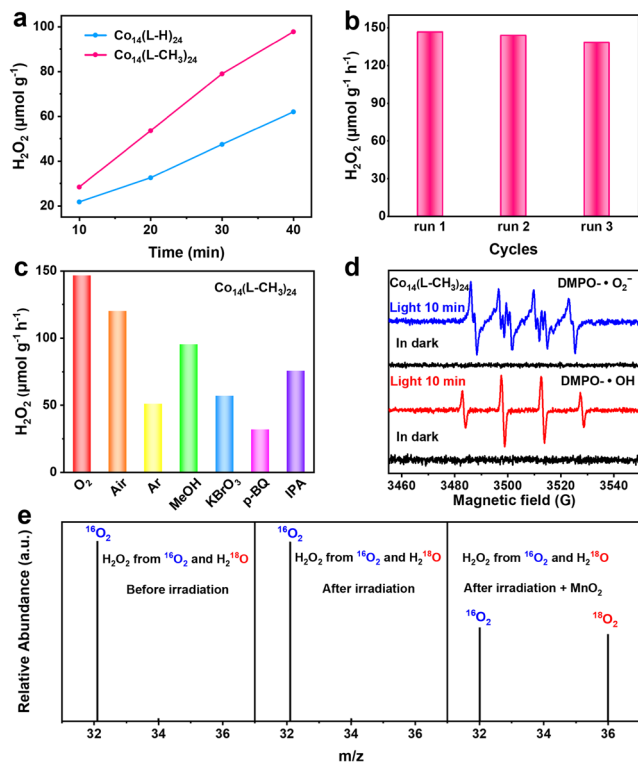 a
Co₁₄(L-H)₂₄
Co₁₄(L-CH₃)₂₄
H₂O₂ (μmol g⁻¹)
100
80
60
40
20
10
20
30
40
Time (min)
b
H₂O₂ (μmol g⁻¹ h⁻¹)
180
150
120
90
60
30
0
run 1
run 2
run 3
Cycles
c
Co₁₄(L-CH₃)₂₄
H₂O₂ (μmol g⁻¹ h⁻¹)
150
100
50
0
O₂
Air
Ar
MeOH
KBrO₃
p-BQ
IPA
d
Co₁₄(L-CH₃)₂₄
DMPO-•O₂⁻
Light 10 min
In dark
Light 10 min
DMPO-•OH
In dark
3460
3480
3500
3520
3540
Magnetic field (G)
e
Relative Abundance (a.u.)
¹⁶O₂
H₂O₂ from ¹⁶O₂ and H₂¹⁸O
Before irradiation
¹⁶O₂
H₂O₂ from ¹⁶O₂ and H₂¹⁸O
After irradiation
H₂O₂ from ¹⁶O₂ and H₂¹⁸O
After irradiation + MnO₂
¹⁶O₂
¹⁸O₂
32
34
36
32
34
36
32
34
36
m/z